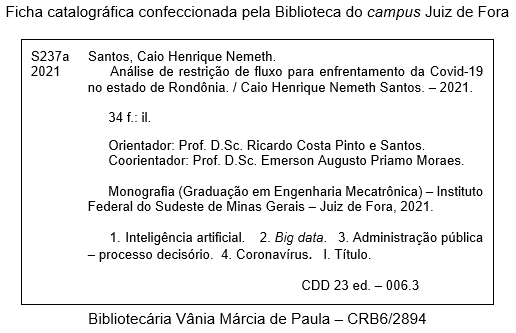 Ficha catalográfica confeccionada pela Biblioteca do campus Juiz de Fora
S237a Santos, Caio Henrique Nemeth.
2021 Análise de restrição de fluxo para enfrentamento da Covid-19
no estado de Rondônia. / Caio Henrique Nemeth Santos. – 2021.
34 f.: il.
Orientador: Prof. D.Sc. Ricardo Costa Pinto e Santos.
Coorientador: Prof. D.Sc. Emerson Augusto Priamo Moraes.
Monografia (Graduação em Engenharia Mecatrônica) – Instituto
Federal do Sudeste de Minas Gerais – Juiz de Fora, 2021.
1. Inteligência artificial. 2. Big data. 3. Administração pública
– processo decisório. 4. Coronavírus. I. Título.
CDD 23 ed. – 006.3
Bibliotecária Vânia Márcia de Paula – CRB6/2894